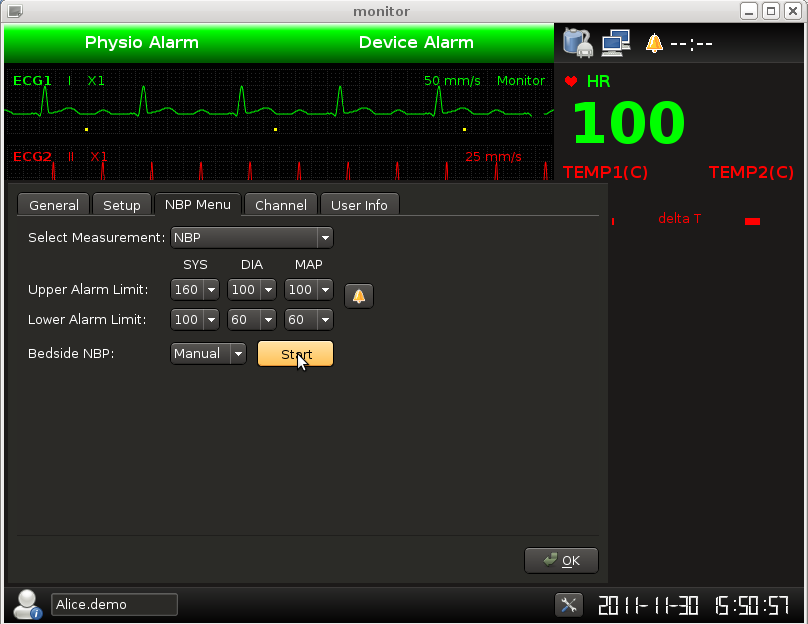 monitor
Physio Alarm Device Alarm
--:--
ECG1 I X1 50 mm/s Monitor
HR
100
ECG2 II X1 25 mm/s
TEMP1(C) TEMP2(C)
General Setup NBP Menu Channel User Info
delta T
Select Measurement: NBP
SYS DIA MAP
Upper Alarm Limit: 160 100 100
Lower Alarm Limit: 100 60 60
Bedside NBP: Manual Start
OK
Alice.demo 2011-11-30 15:50:57